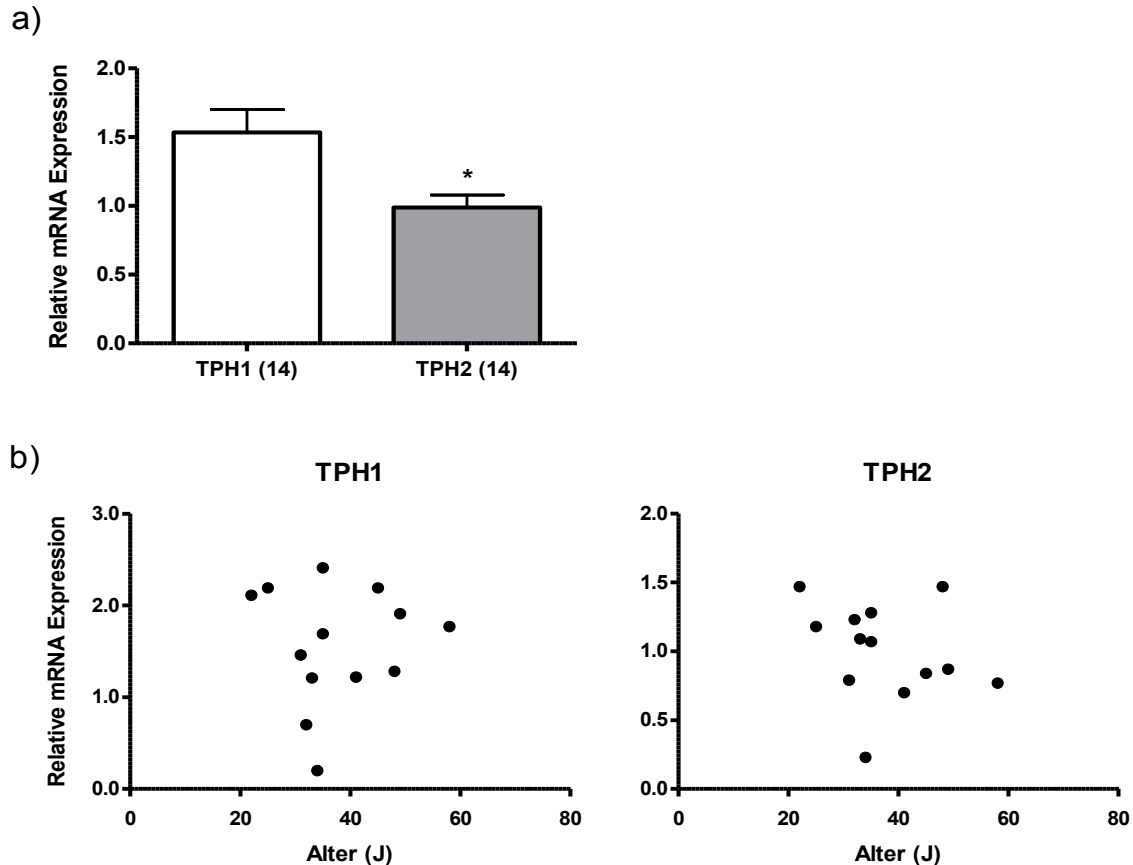 a)
Relative mRNA Expression
2.0
1.5
*
1.0
0.5
0.0
TPH1 (14) TPH2 (14)
b)
TPH1
Relative mRNA Expression
3.0
2.0
1.0
0.0
0 20 40 60 80
Alter (J)
TPH2
2.0
1.5
1.0
0.5
0.0
0 20 40 60 80
Alter (J)